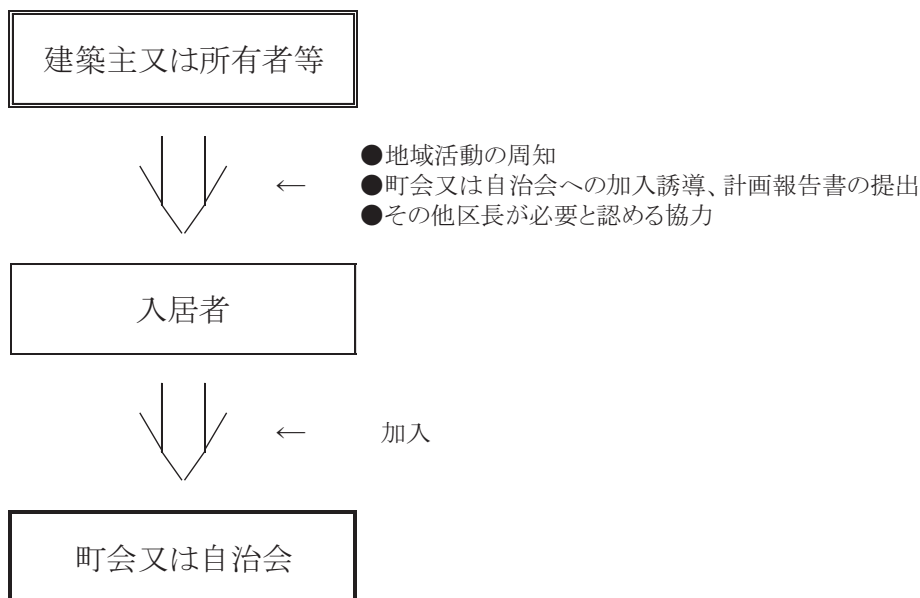 建築主又は所有者等
●地域活動の周知
← ●町会又は自治会への加入誘導、計画報告書の提出
●その他区長が必要と認める協力
入居者
← 加入
町会又は自治会